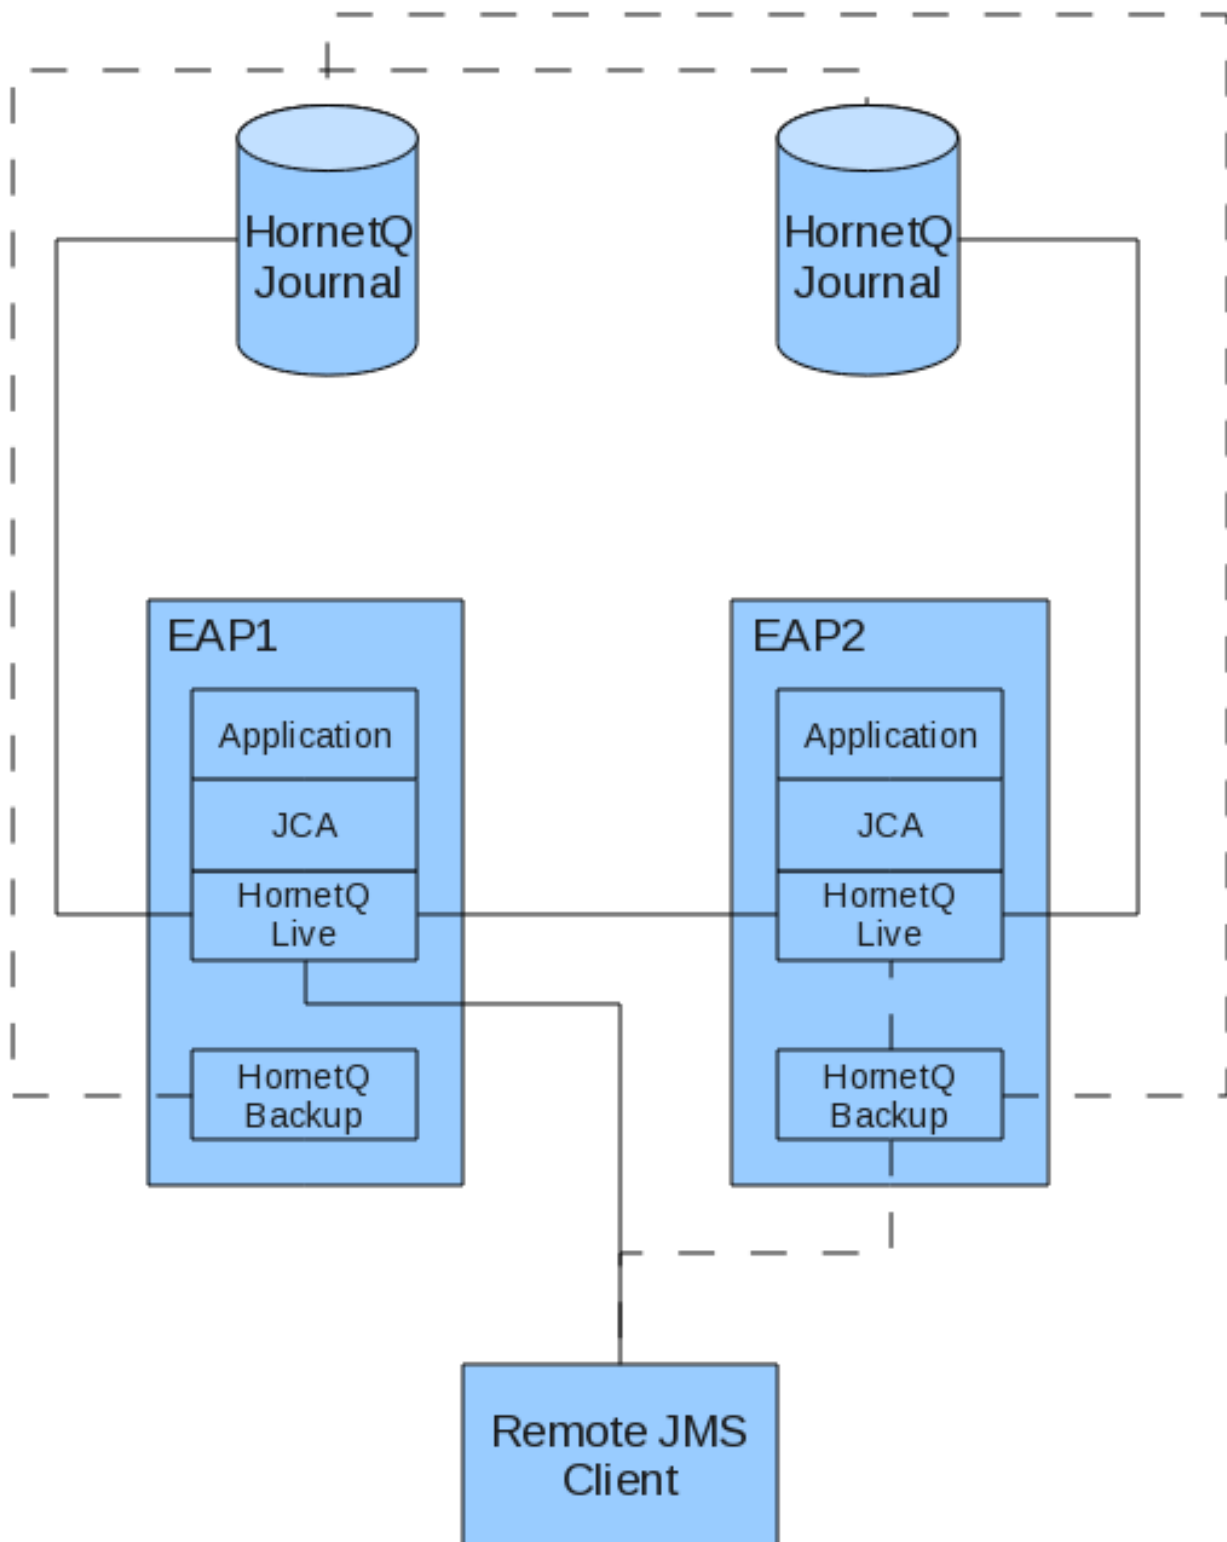 HornetQ
Journal
HornetQ
Journal
EAP1
Application
JCA
HornetQ
Live
HornetQ
Backup
EAP2
Application
JCA
HornetQ
Live
HornetQ
Backup
Remote JMS
Client